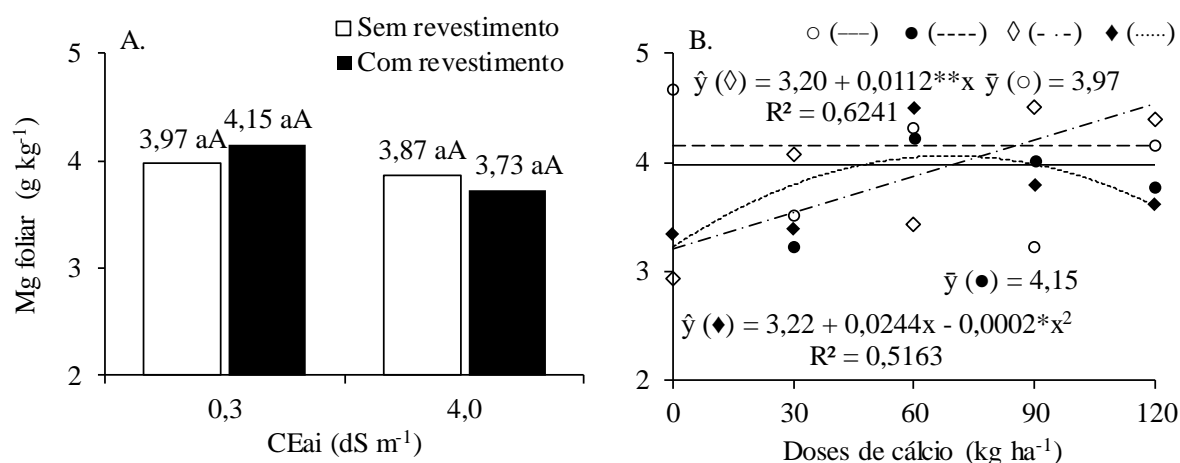 A.
Sem revestimento
Com revestimento
Mg foliar (g kg⁻¹)
5
4
3
2
3,97 aA
4,15 aA
3,87 aA
3,73 aA
0,3
4,0
CEai (dS m⁻¹)
B.
○ (–––) ● (----) ◊ (- · -) ♦ (......)
ŷ (◊) = 3,20 + 0,0112**x ȳ (○) = 3,97
R² = 0,6241
ȳ (●) = 4,15
ŷ (♦) = 3,22 + 0,0244x - 0,0002*x²
R² = 0,5163
5
4
3
2
0
30
60
90
120
Doses de cálcio (kg ha⁻¹)